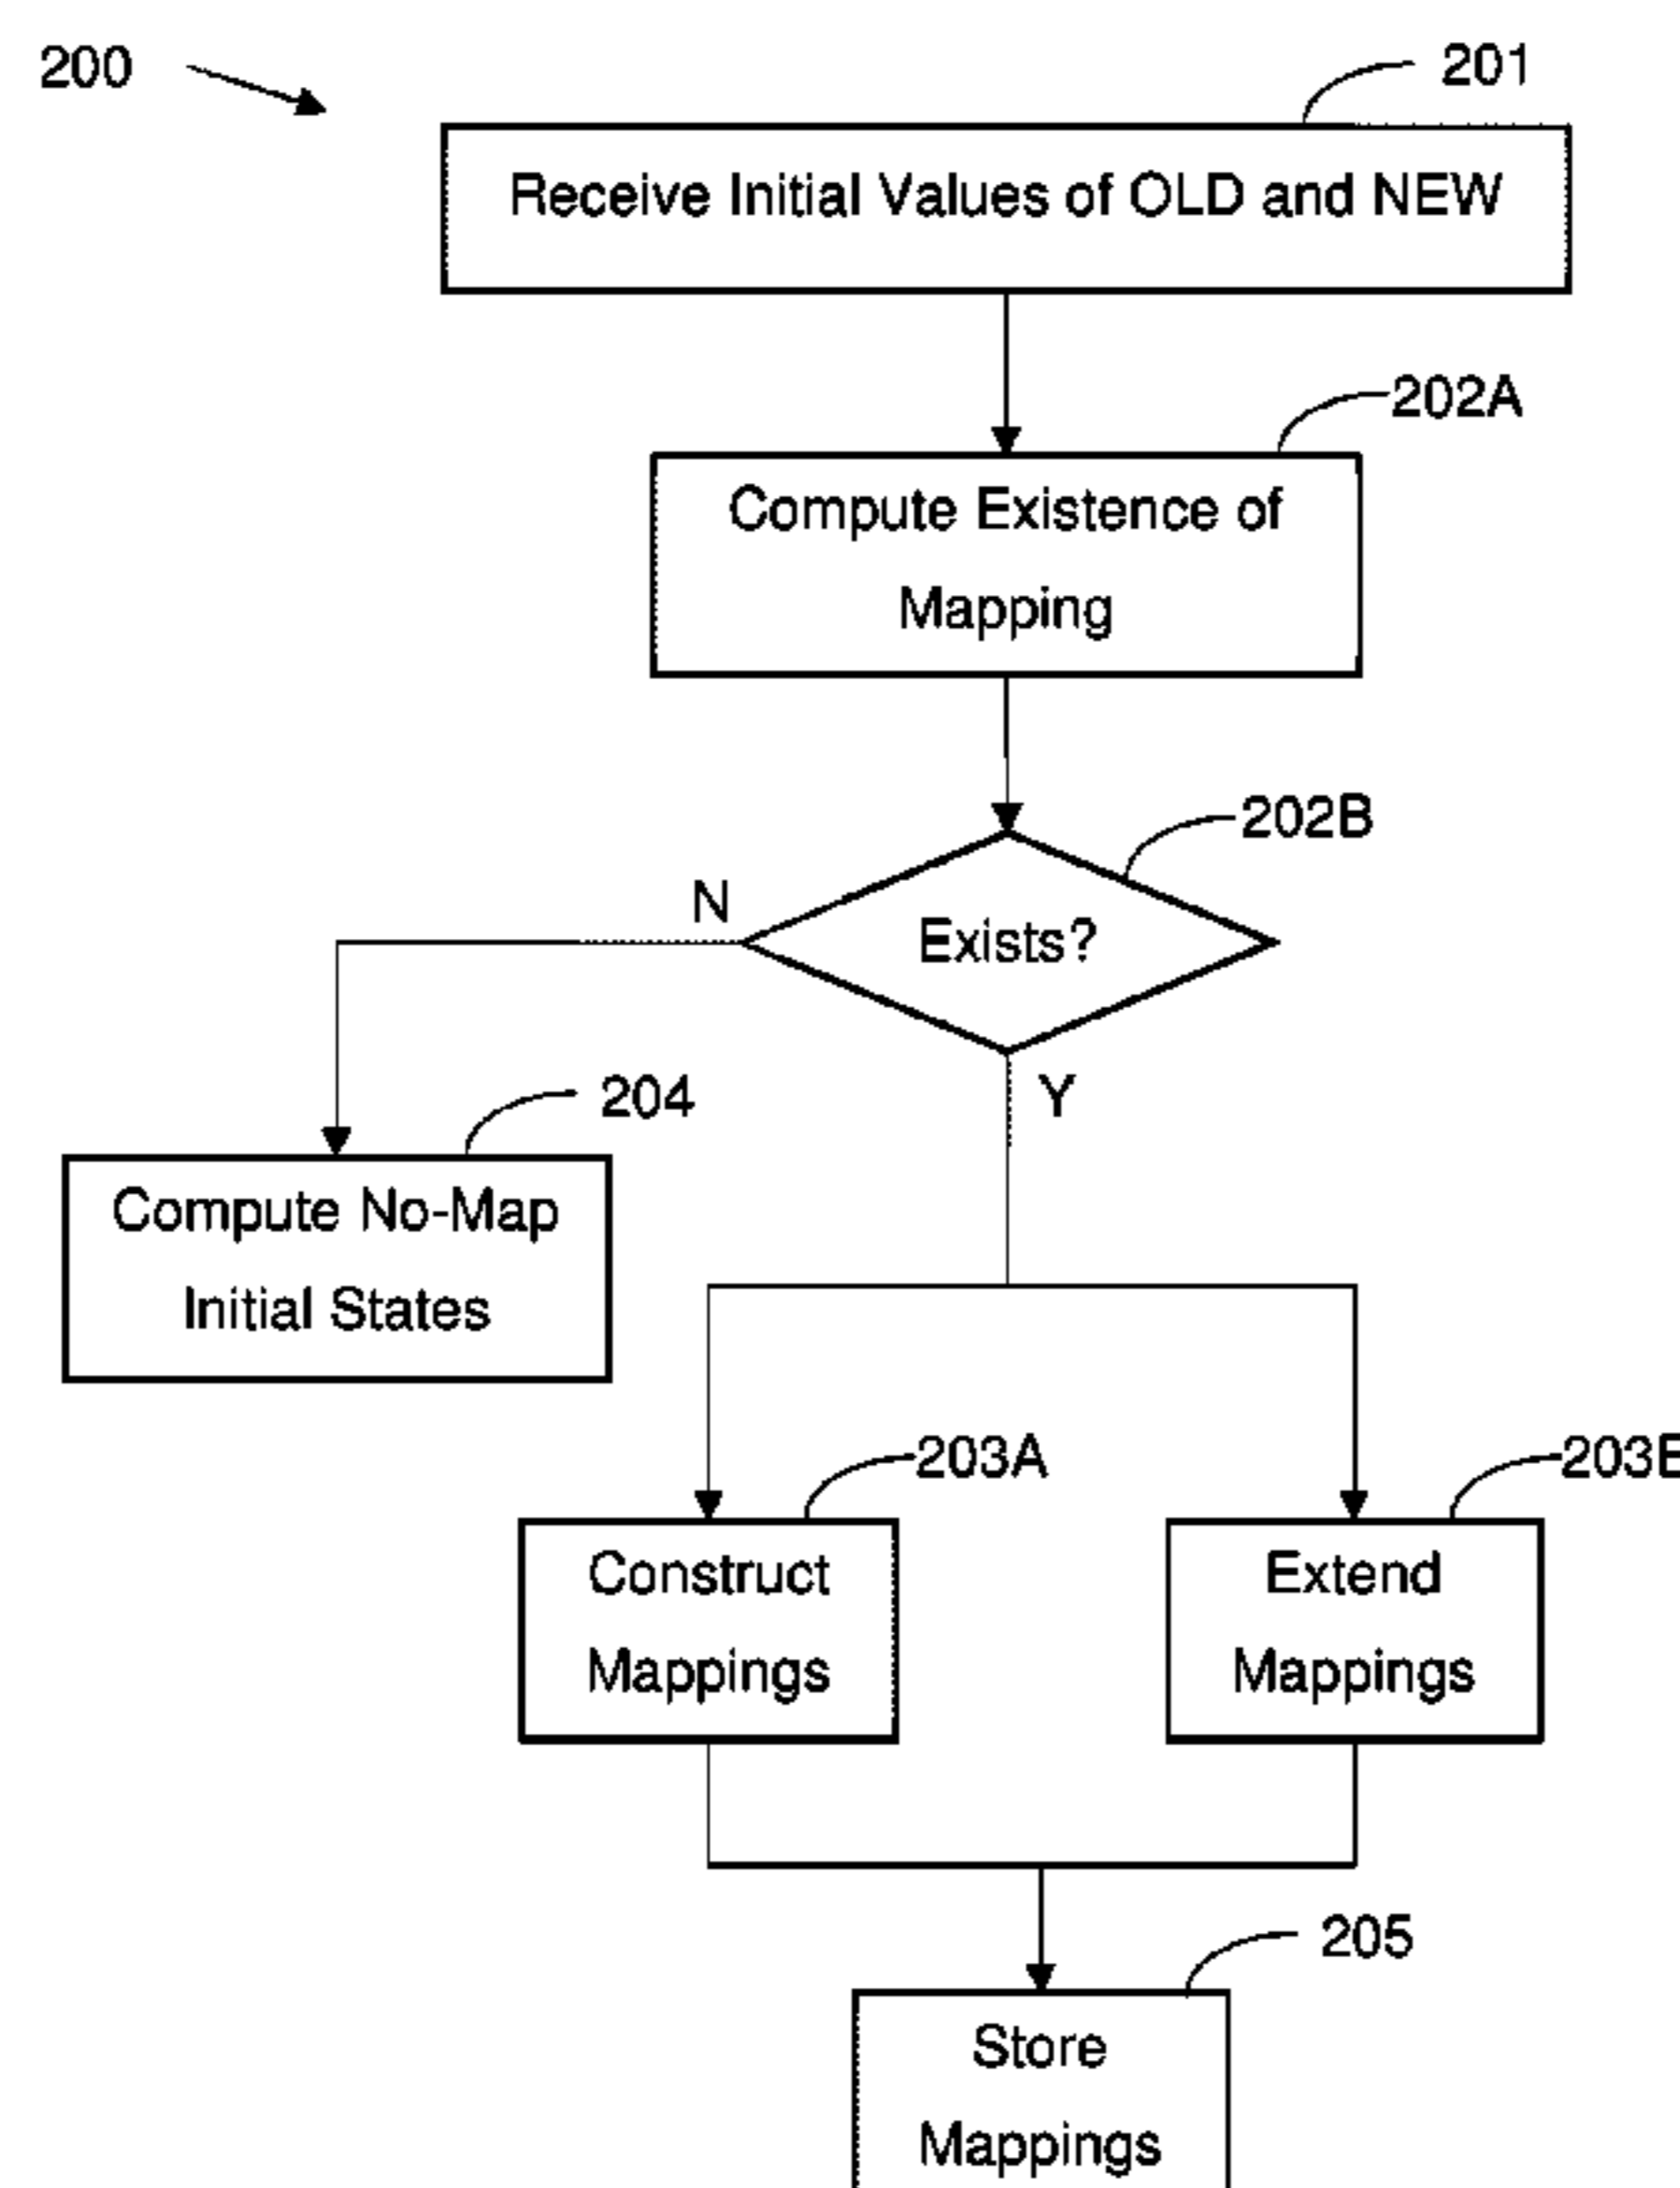 200
201
Receive Initial Values of OLD and NEW
202A
Compute Existence of
Mapping
202B
N
Exists?
Y
204
Compute No-Map
Initial States
203A
203B
Construct
Mappings
Extend
Mappings
205
Store
Mappings